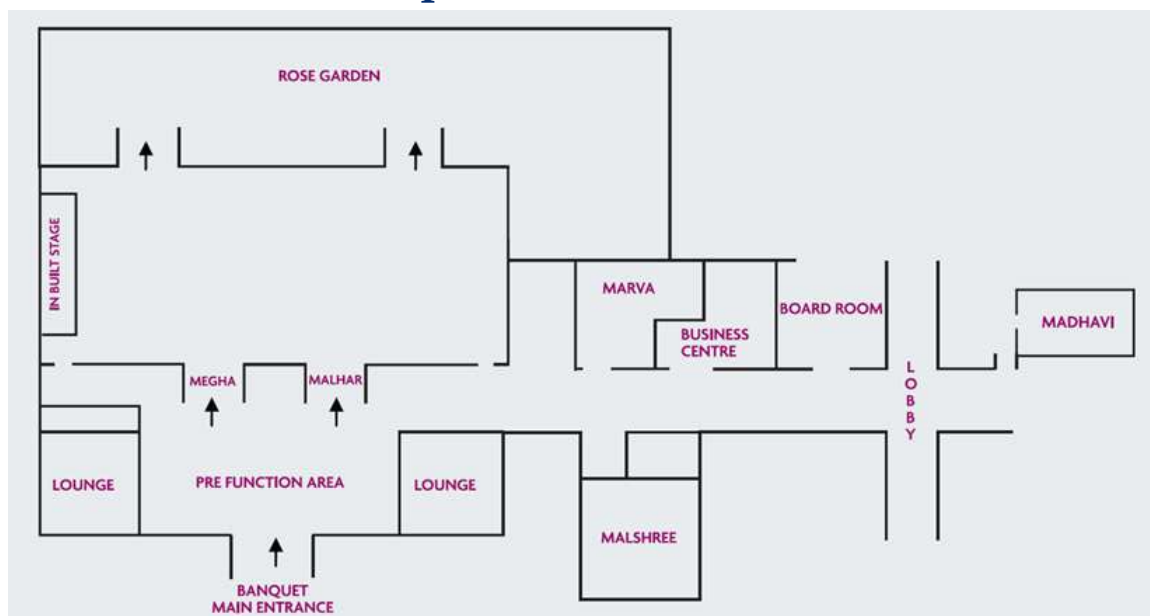 ROSE GARDEN
IN BUILT STAGE
MARVA
BUSINESS
CENTRE
BOARD ROOM
MADHAVI
MEGHA
MALHAR
LOBBY
LOUNGE
PRE FUNCTION AREA
LOUNGE
MALSHREE
BANQUET
MAIN ENTRANCE